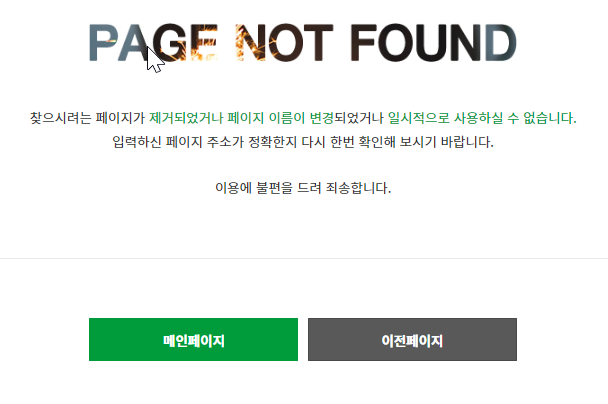 PAGE NOT FOUND
찾으시려는 페이지가 제거되었거나 페이지 이름이 변경되었거나 일시적으로 사용하실 수 없습니다.
입력하신 페이지 주소가 정확한지 다시 한번 확인해 보시기 바랍니다.
이용에 불편을 드려 죄송합니다.
메인페이지
이전페이지